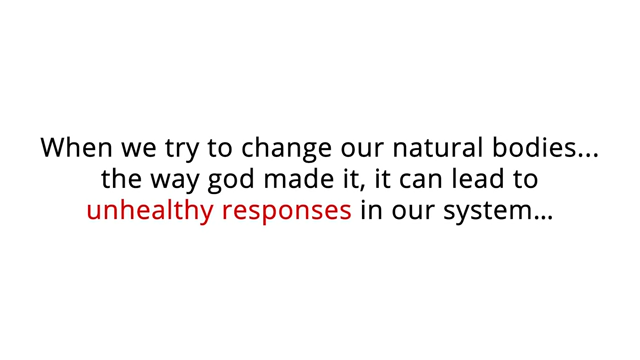 When we try to change our natural bodies...
the way god made it, it can lead to
unhealthy responses in our system...